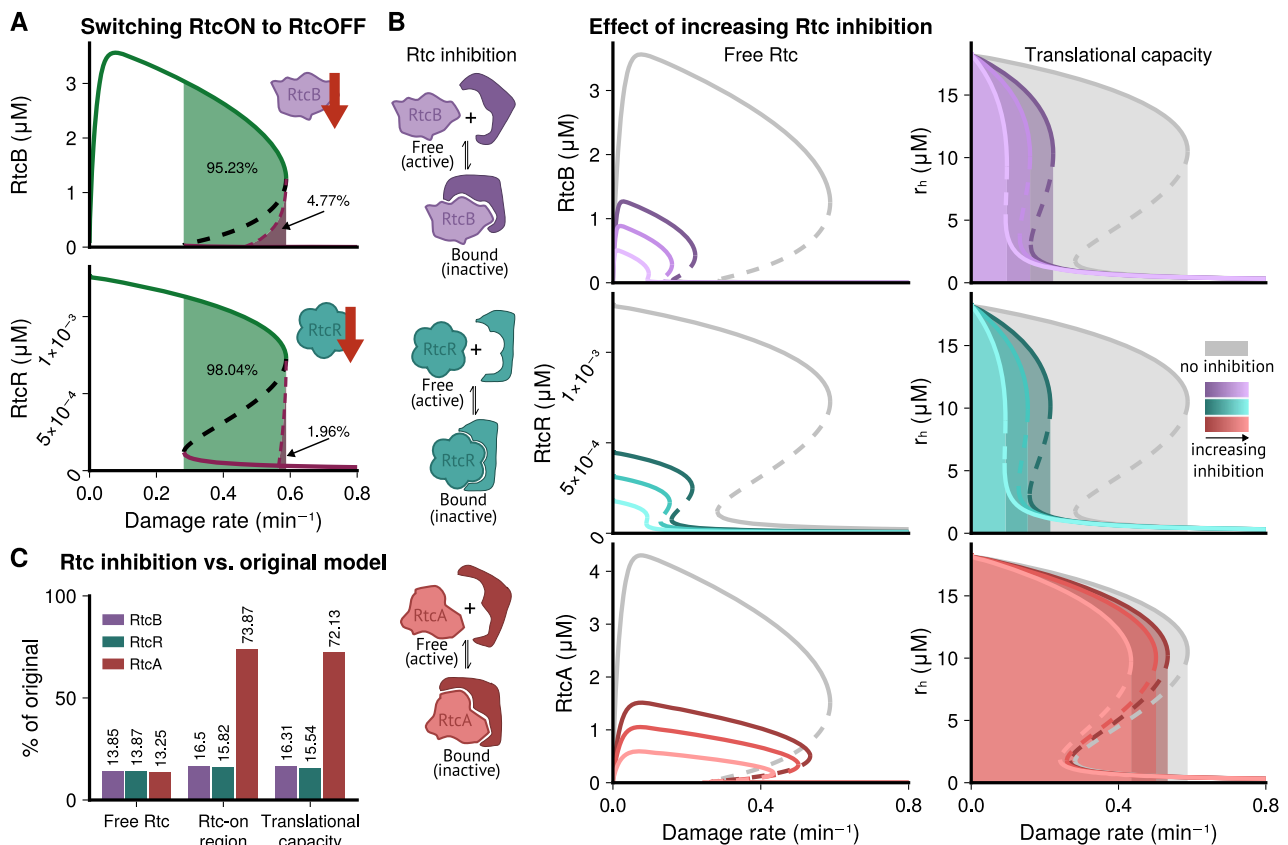 A Switching RtcON to RtcOFF
RtcB (µM)
3
2
1
0
RtcB
95.23%
4.77%
RtcR (µM)
1×10⁻³
5×10⁻⁴
0
RtcR
98.04%
1.96%
0.0 0.2 0.4 0.6 0.8
Damage rate (min⁻¹)
B Effect of increasing Rtc inhibition
Rtc inhibition
RtcB
+
Free
(active)
RtcB
Bound
(inactive)
RtcR
+
Free
(active)
RtcR
Bound
(inactive)
RtcA
+
Free
(active)
RtcA
Bound
(inactive)
Free Rtc
RtcB (µM)
3
2
1
0
RtcR (µM)
1×10⁻³
5×10⁻⁴
0
RtcA (µM)
4
3
2
1
0
0.0 0.4 0.8
Damage rate (min⁻¹)
Translational capacity
rₕ (µM)
15
10
5
0
rₕ (µM)
15
10
5
0
no inhibition
increasing
inhibition
rₕ (µM)
15
10
5
0
0.0 0.4 0.8
Damage rate (min⁻¹)
C Rtc inhibition vs. original model
% of original
100
50
0
RtcB
RtcR
RtcA
13.85 13.87 13.25
16.5 15.82 73.87
16.31 15.54 72.13
Free Rtc Rtc-on Translational
region capacity